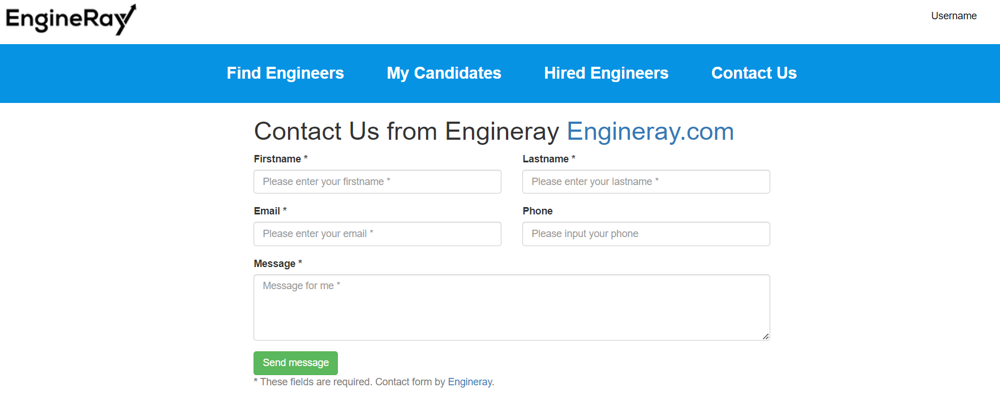 EngineRay
Username
Find Engineers My Candidates Hired Engineers Contact Us
Contact Us from Engineray Engineray.com
Firstname * Lastname *
Please enter your firstname * Please enter your lastname *
Email * Phone
Please enter your email * Please input your phone
Message *
Message for me *
Send message
* These fields are required. Contact form by Engineray.